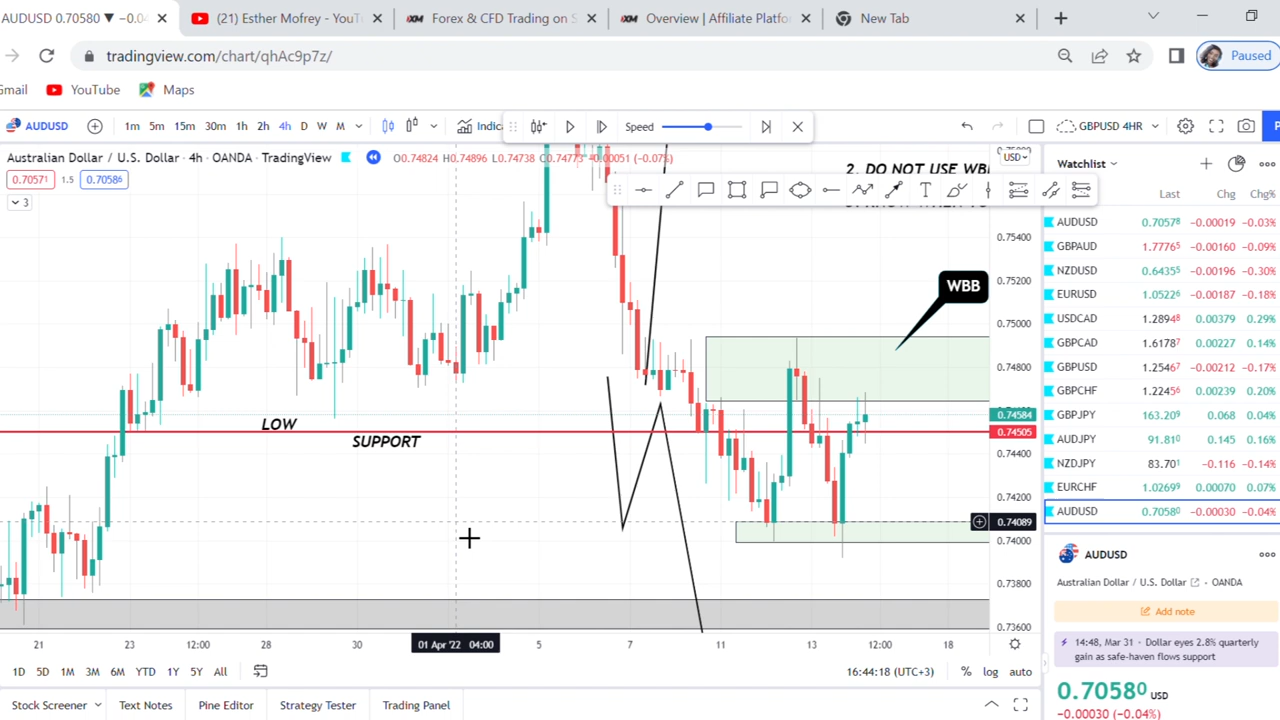 AUDUSD 0.70580 ▼ −0.04
(21) Esther Mofrey - YouT
Forex & CFD Trading on S
Overview | Affiliate Platfo
New Tab
tradingview.com/chart/qhAc9p7z/
Paused
Gmail
YouTube
Maps
AUDUSD
1m 5m 15m 30m 1h 2h 4h D W M
Indic
Speed
GBPUSD 4HR
P
Australian Dollar / U.S. Dollar · 4h · OANDA · TradingView
O0.74824 H0.74896 L0.74738 C0.74773 −0.00051 (−0.07%)
0.70571 1.5 0.70586
3
2. DO NOT USE WBB
USD
WBB
LOW
SUPPORT
0.75400
0.75200
0.75000
0.74800
0.74584
0.74505
0.74400
0.74200
0.74089
0.74000
0.73800
0.73600
21 23 12:00 28 30 01 Apr '22 04:00 5 7 11 13 12:00 18
1D 5D 1M 3M 6M YTD 1Y 5Y All
16:44:18 (UTC+3)
% log auto
Stock Screener Text Notes Pine Editor Strategy Tester Trading Panel
Watchlist
Last Chg Chg%
AUDUSD 0.70578 −0.00019 −0.03%
GBPAUD 1.77765 −0.00160 −0.09%
NZDUSD 0.64355 −0.00196 −0.30%
EURUSD 1.05226 −0.00187 −0.18%
USDCAD 1.28948 0.00379 0.29%
GBPCAD 1.61787 0.00227 0.14%
GBPUSD 1.25467 −0.00212 −0.17%
GBPCHF 1.22456 0.00239 0.20%
GBPJPY 163.209 0.068 0.04%
AUDJPY 91.810 0.145 0.16%
NZDJPY 83.701 −0.116 −0.14%
EURCHF 1.02699 0.00070 0.07%
AUDUSD 0.70580 −0.00030 −0.04%
AUDUSD
Australian Dollar / U.S. Dollar · OANDA
Add note
14:48, Mar 31 · Dollar eyes 2.8% quarterly
gain as safe-haven flows support
0.70580 USD
−0.00030 (−0.04%)